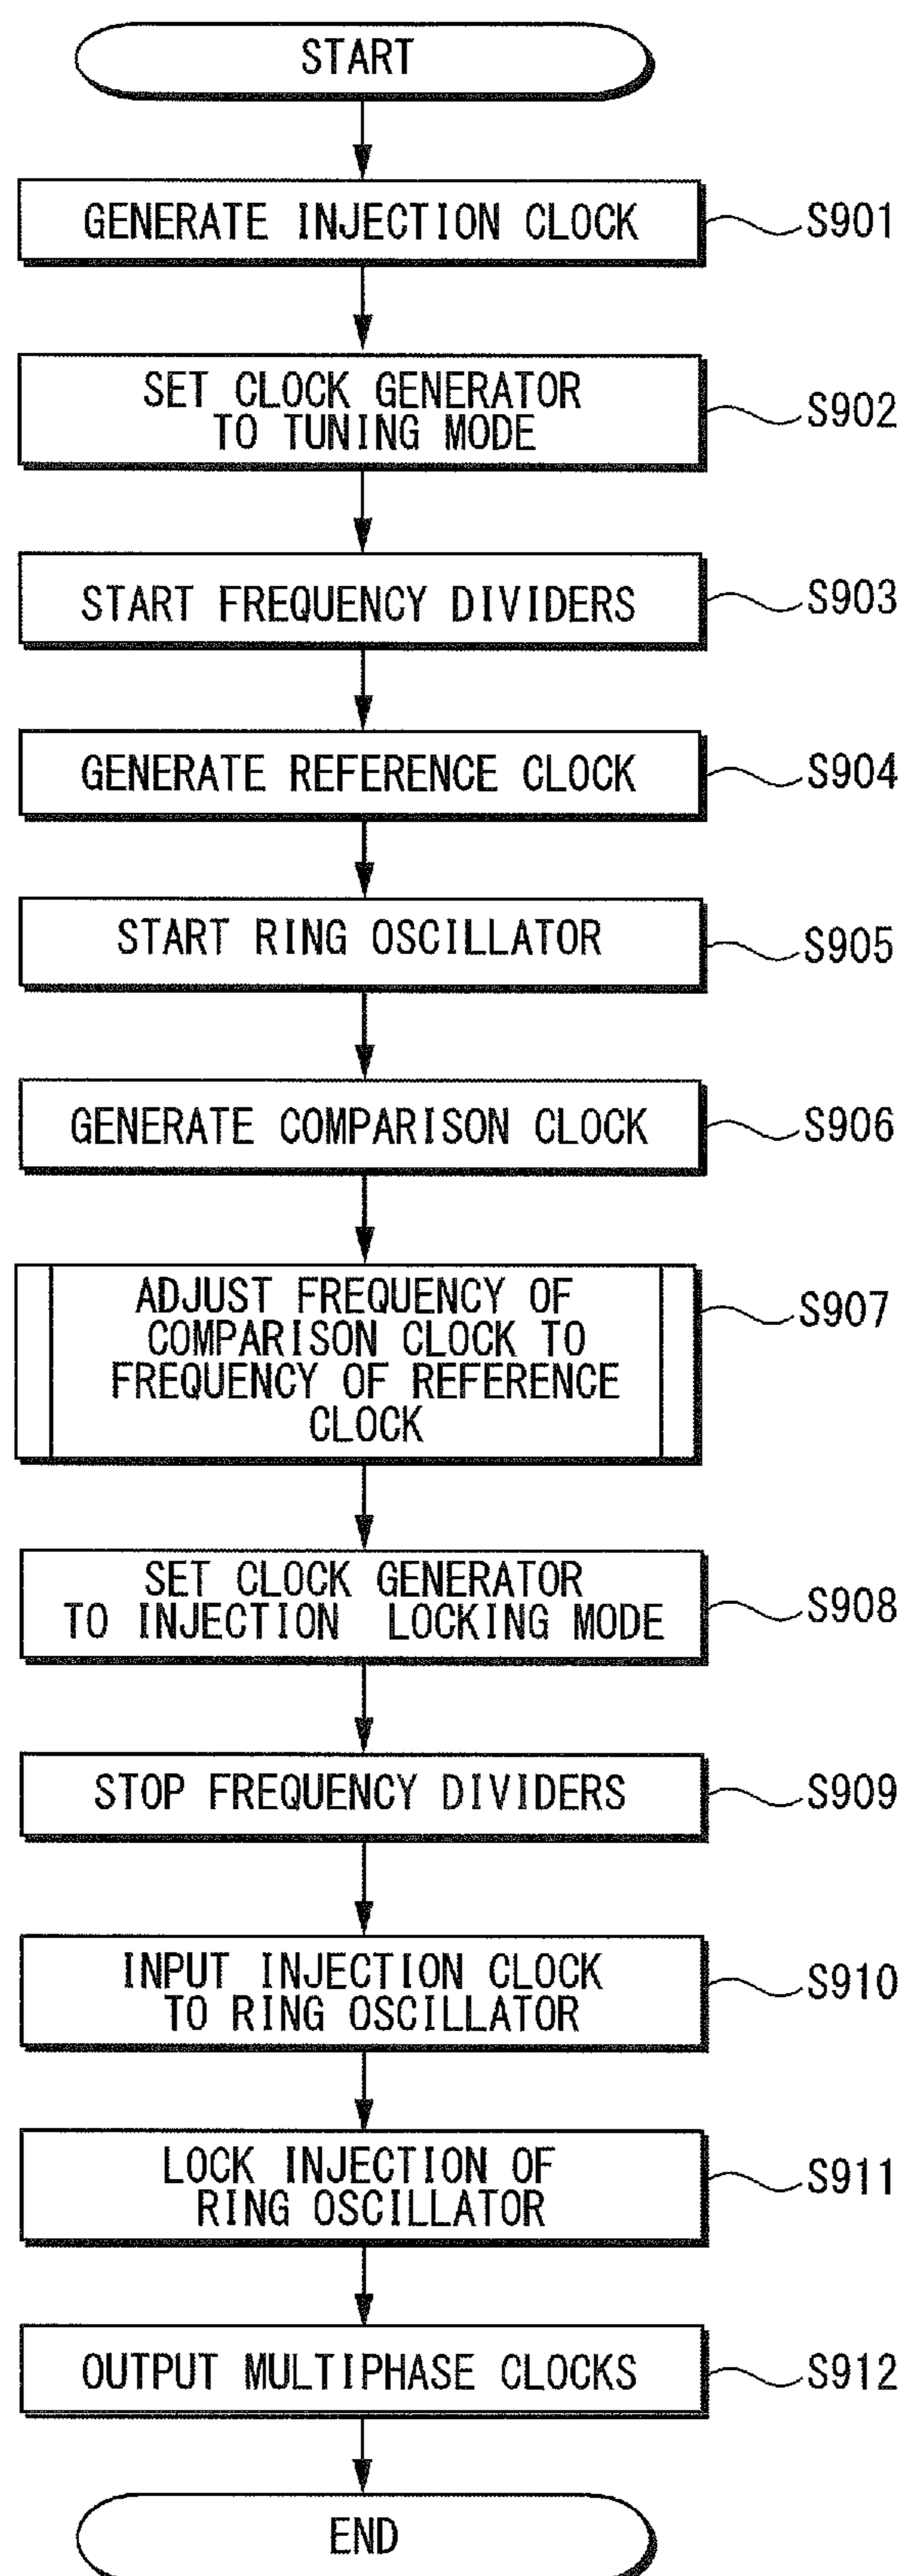 START
GENERATE INJECTION CLOCK
S901
SET CLOCK GENERATOR
TO TUNING MODE
S902
START FREQUENCY DIVIDERS
S903
GENERATE REFERENCE CLOCK
S904
START RING OSCILLATOR
S905
GENERATE COMPARISON CLOCK
S906
ADJUST FREQUENCY OF
COMPARISON CLOCK TO
FREQUENCY OF REFERENCE
CLOCK
S907
SET CLOCK GENERATOR
TO INJECTION LOCKING MODE
S908
STOP FREQUENCY DIVIDERS
S909
INPUT INJECTION CLOCK
TO RING OSCILLATOR
S910
LOCK INJECTION OF
RING OSCILLATOR
S911
OUTPUT MULTIPHASE CLOCKS
S912
END